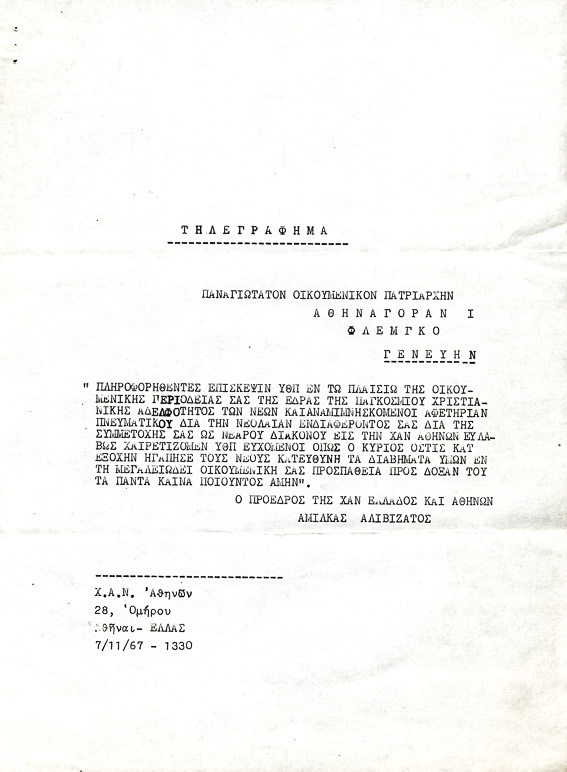 ΤΗΛΕΓΡΑΦΗΜΑ
ΠΑΝΑΓΙΩΤΑΤΟΝ ΟΙΚΟΥΜΕΝΙΚΟΝ ΠΑΤΡΙΑΡΧΗΝ
ΑΘΗΝΑΓΟΡΑΝ Ι
ΦΛΕΜΓΚΟ
ΓΕΝΕΥΗΝ
" ΠΛΗΡΟΦΟΡΗΘΕΝΤΕΣ ΕΠΙΣΚΕΨΙΝ ΥΘΠ ΕΝ ΤΩ ΠΛΑΙΣΙΩ ΤΗΣ ΟΙΚΟΥ-
ΜΕΝΙΚΗΣ ΠΕΡΙΟΔΕΙΑΣ ΣΑΣ ΤΗΣ ΕΔΡΑΣ ΤΗΣ ΠΑΓΚΟΣΜΙΟΥ ΧΡΙΣΤΙΑ-
ΝΙΚΗΣ ΑΔΕΛΦΟΤΗΤΟΣ ΤΩΝ ΝΕΩΝ ΚΑΙΑΝΑΜΙΜΝΗΣΚΟΜΕΝΟΙ ΑΦΕΤΗΡΙΑΝ
ΠΝΕΥΜΑΤΙΚΟΥ ΔΙΑ ΤΗΝ ΝΕΟΛΑΙΑΝ ΕΝΔΙΑΦΕΡΟΝΤΟΣ ΣΑΣ ΔΙΑ ΤΗΣ
ΣΥΜΜΕΤΟΧΗΣ ΣΑΣ ΩΣ ΝΕΑΡΟΥ ΔΙΑΚΟΝΟΥ ΕΙΣ ΤΗΝ ΧΑΝ ΑΘΗΝΩΝ ΕΥΛΑ-
ΒΩΣ ΧΑΙΡΕΤΙΖΟΜΕΝ ΥΘΠ ΕΥΧΟΜΕΝΟΙ ΟΠΩΣ Ο ΚΥΡΙΟΣ ΟΣΤΙΣ ΚΑΤ
ΕΞΟΧΗΝ ΗΓΑΠΗΣΕ ΤΟΥΣ ΝΕΟΥΣ ΚΑΤΕΥΘΥΝΗ ΤΑ ΔΙΑΒΗΜΑΤΑ ΥΜΩΝ ΕΝ
ΤΗ ΜΕΓΑΛΕΙΩΔΕΙ ΟΙΚΟΥΜΕΝΙΚΗ ΣΑΣ ΠΡΟΣΠΑΘΕΙΑ ΠΡΟΣ ΔΟΞΑΝ ΤΟΥ
ΤΑ ΠΑΝΤΑ ΚΑΙΝΑ ΠΟΙΟΥΝΤΟΣ ΑΜΗΝ".
Ο ΠΡΟΕΔΡΟΣ ΤΗΣ ΧΑΝ ΕΛΛΑΔΟΣ ΚΑΙ ΑΘΗΝΩΝ
ΑΜΙΛΚΑΣ ΑΛΙΒΙΖΑΤΟΣ
Χ.Α.Ν. Ἀθηνῶν
28, Ὁμήρου
Ἀθῆναι- ΕΛΛΑΣ
7/11/67 - 1330